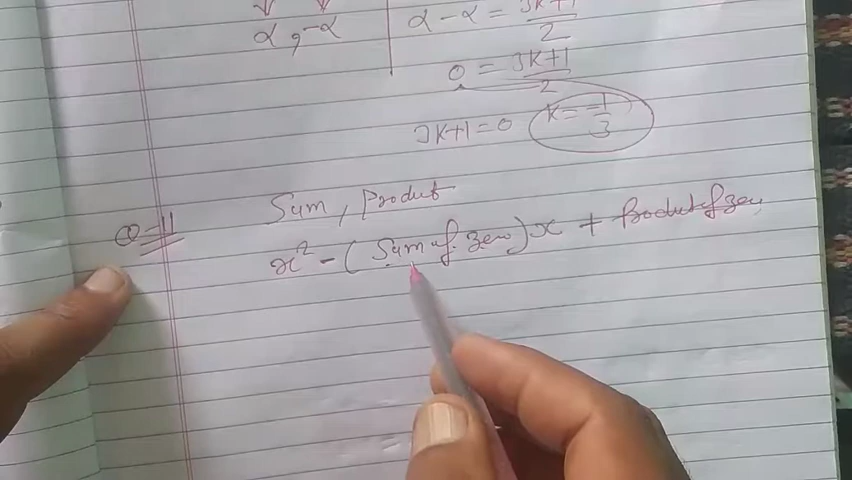 α - α = 3k+1/2
α, -α
0 = 3k+1/2
3k+1=0 k = -1/3
Sum, Product
Q-11
x² - (Sum of zero)x + Product of zero